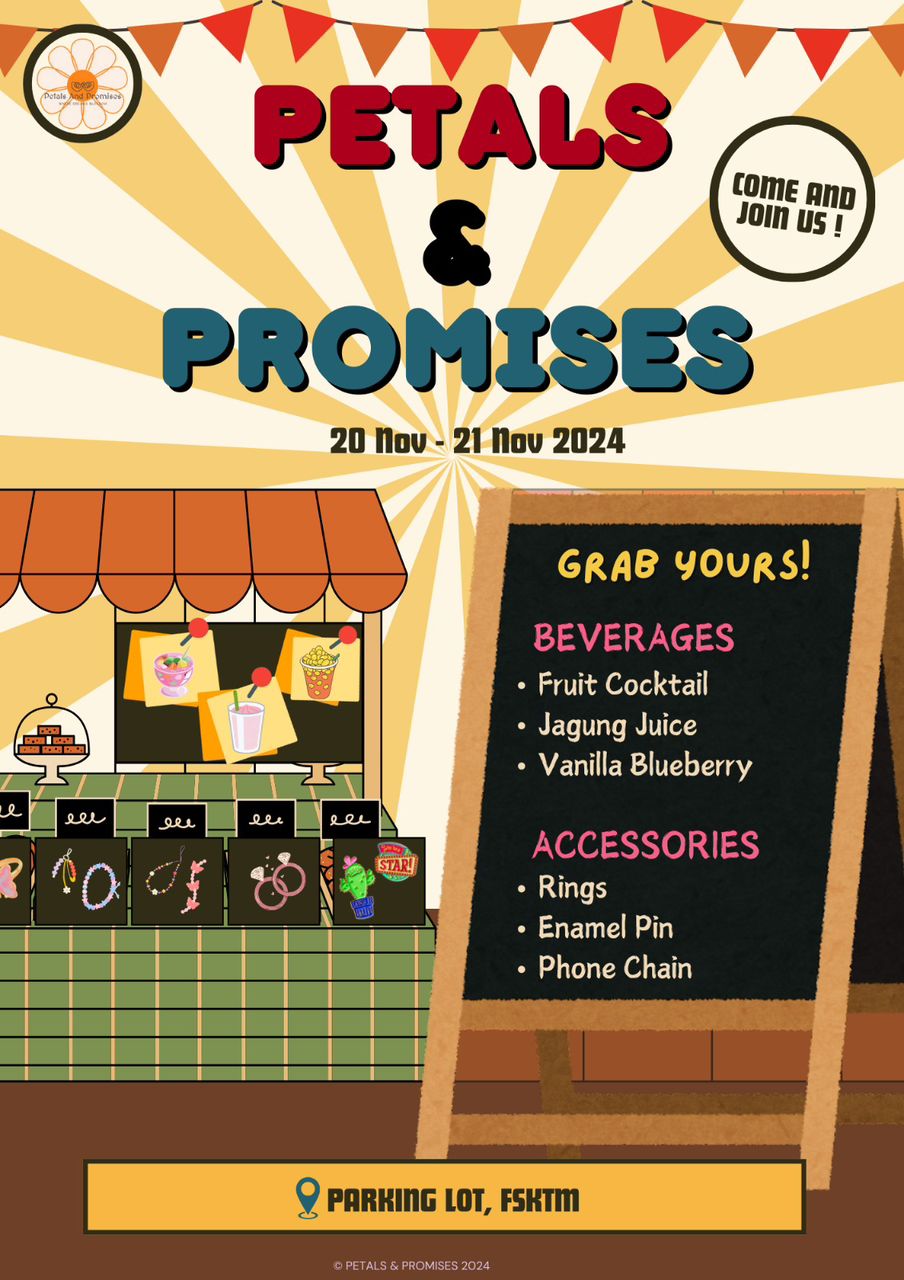 Petals And Promises
PETALS
&
PROMISES
COME AND
JOIN US !
20 Nov - 21 Nov 2024
GRAB YOURS!
BEVERAGES
• Fruit Cocktail
• Jagung Juice
• Vanilla Blueberry
ACCESSORIES
• Rings
• Enamel Pin
• Phone Chain
STAR!
PARKING LOT, FSKTM
© PETALS & PROMISES 2024